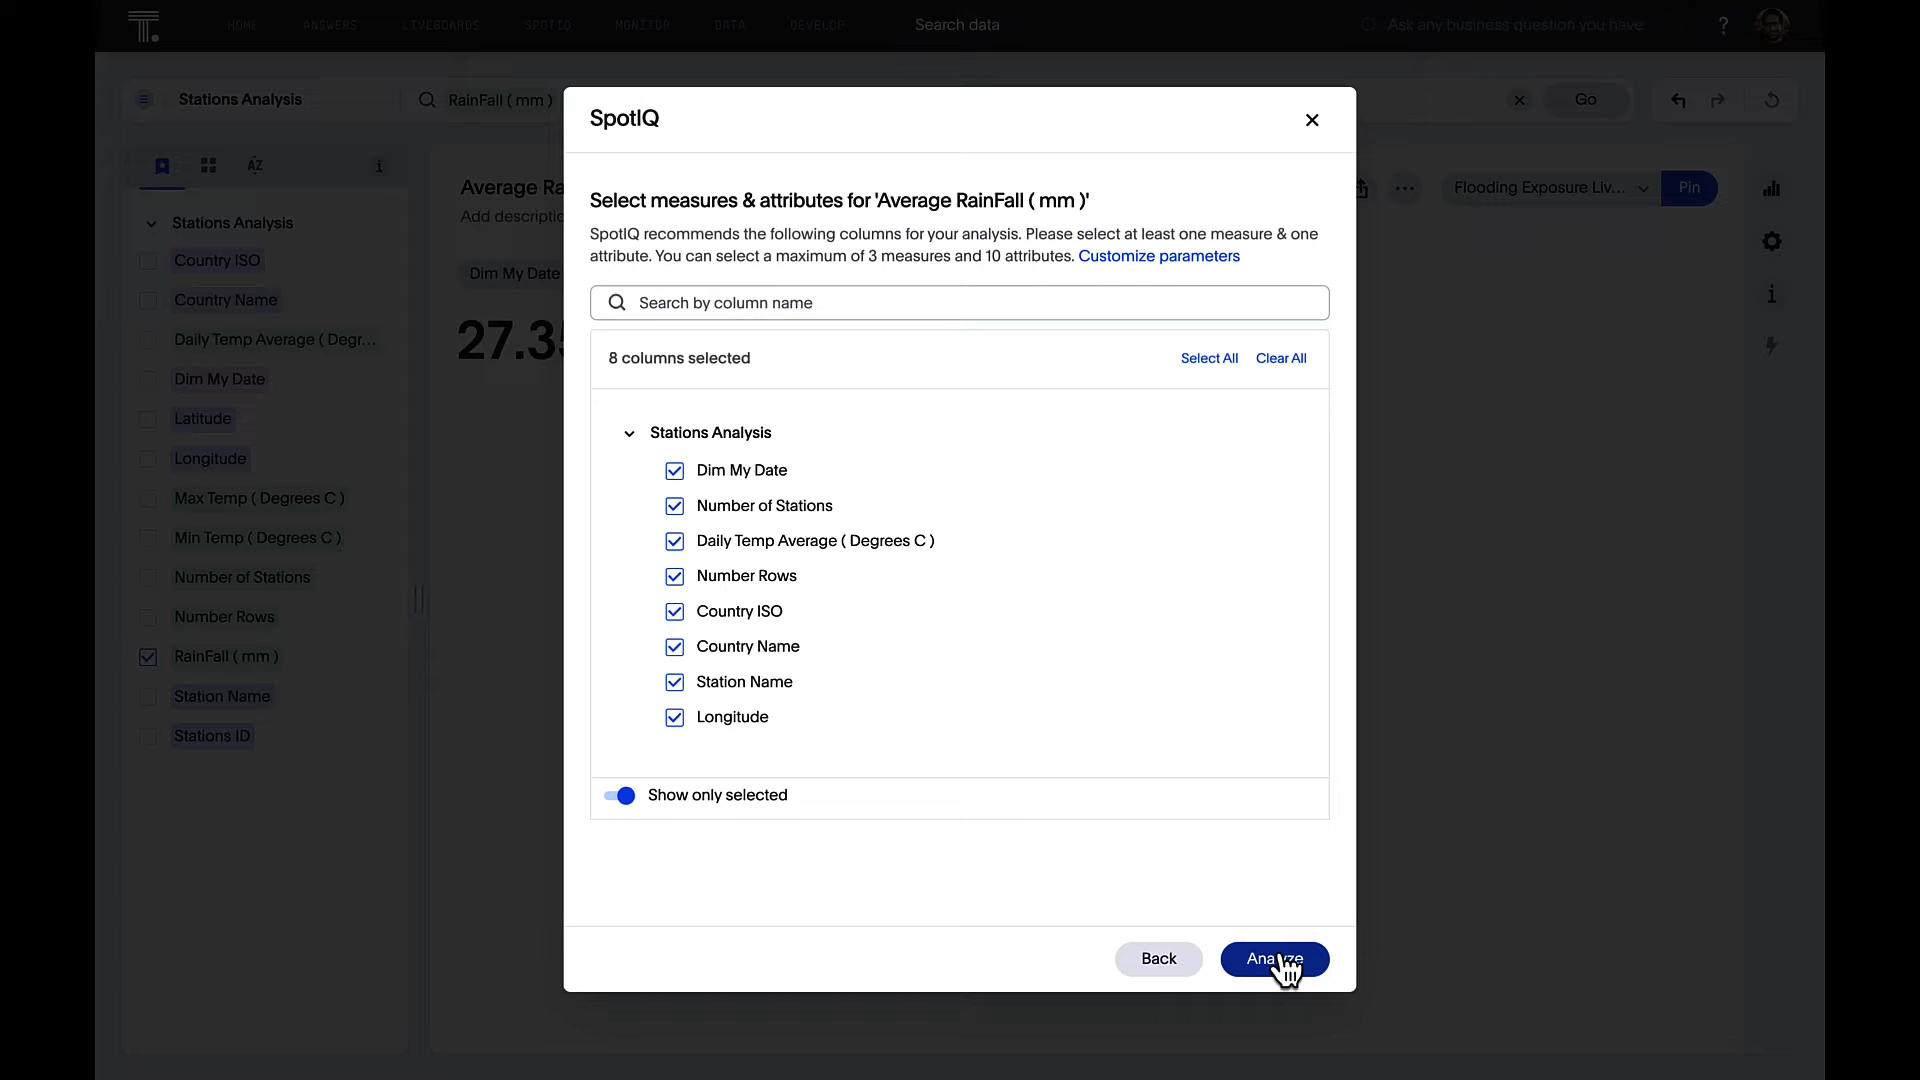 HOME ANSWERS LIVEBOARDS SPOTIQ MONITOR DATA DEVELOP Search data Ask any business question you have ?
Stations Analysis RainFall ( mm ) Go
SpotIQ
Select measures & attributes for 'Average RainFall ( mm )'
SpotIQ recommends the following columns for your analysis. Please select at least one measure & one
attribute. You can select a maximum of 3 measures and 10 attributes. Customize parameters
Search by column name
8 columns selected Select All Clear All
Stations Analysis
Dim My Date
Number of Stations
Daily Temp Average ( Degrees C )
Number Rows
Country ISO
Country Name
Station Name
Longitude
Show only selected
Back Analyze
AZ
Stations Analysis
Country ISO
Country Name
Daily Temp Average ( Degr...
Dim My Date
Latitude
Longitude
Max Temp ( Degrees C )
Min Temp ( Degrees C )
Number of Stations
Number Rows
RainFall ( mm )
Station Name
Stations ID
Average Ra
Add descriptio
Dim My Date
27.35
Flooding Exposure Liv... Pin